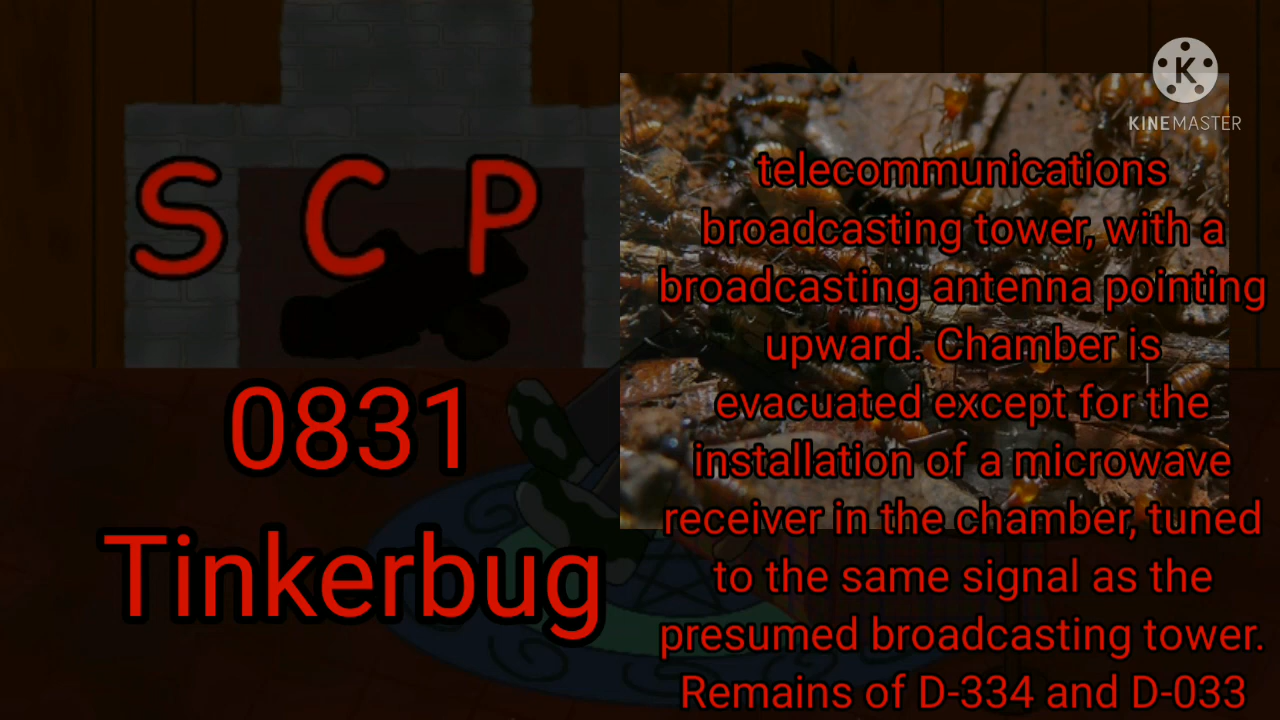 S C P
0831
Tinkerbug
KINEMASTER
telecommunications
broadcasting tower, with a
broadcasting antenna pointing
upward. Chamber is
evacuated except for the
installation of a microwave
receiver in the chamber, tuned
to the same signal as the
presumed broadcasting tower.
Remains of D-334 and D-033